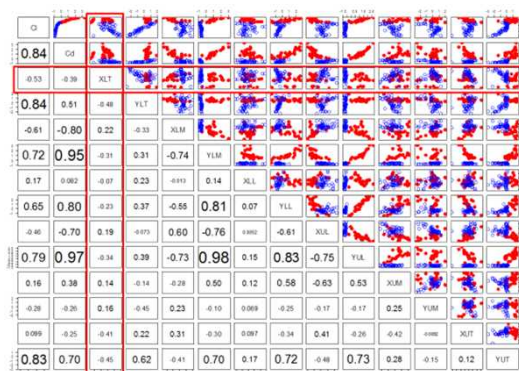 Cl
0.84 Cd
-0.53 -0.39 XLT
0.84 0.51 -0.48 YLT
-0.61 -0.80 0.22 -0.33 XLM
0.72 0.95 -0.31 0.31 -0.74 YLM
0.17 0.082 -0.07 0.23 -0.013 0.14 XLL
0.65 0.80 -0.23 0.37 -0.55 0.81 0.07 YLL
-0.46 -0.70 0.19 -0.073 0.60 -0.76 -0.61 XUL
0.79 0.97 -0.34 0.39 -0.73 0.98 0.15 0.83 -0.75 YUL
0.16 0.38 0.14 -0.14 -0.28 0.50 0.12 0.58 -0.63 0.53 XUM
-0.26 0.16 -0.45 0.23 -0.10 0.069 -0.25 -0.17 -0.17 0.25 YUM
-0.25 -0.41 0.22 0.31 -0.30 0.097 -0.34 0.41 -0.26 -0.42 XUT
0.83 0.70 -0.45 0.62 -0.41 0.70 0.17 0.72 -0.48 0.73 0.28 -0.15 0.12 YUT